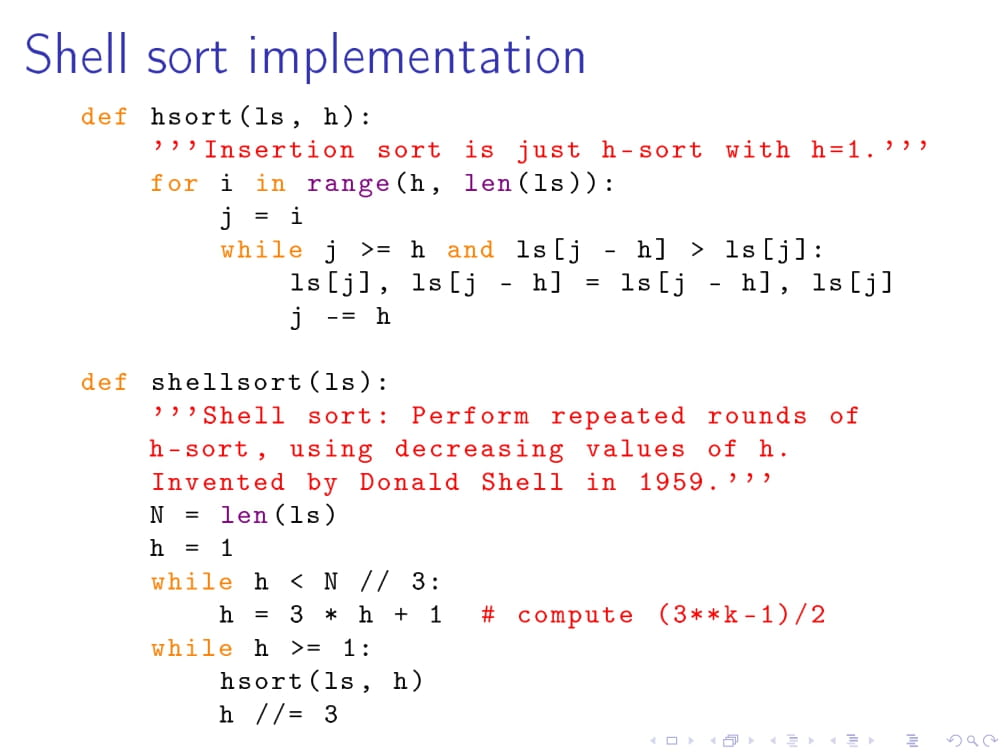 Shell sort implementation
def hsort(ls, h):
    '''Insertion sort is just h-sort with h=1.'''
    for i in range(h, len(ls)):
        j = i
        while j >= h and ls[j - h] > ls[j]:
            ls[j], ls[j - h] = ls[j - h], ls[j]
            j -= h
def shellsort(ls):
    '''Shell sort: Perform repeated rounds of
    h-sort, using decreasing values of h.
    Invented by Donald Shell in 1959.'''
    N = len(ls)
    h = 1
    while h < N // 3:
        h = 3 * h + 1  # compute (3**k-1)/2
    while h >= 1:
        hsort(ls, h)
        h //= 3